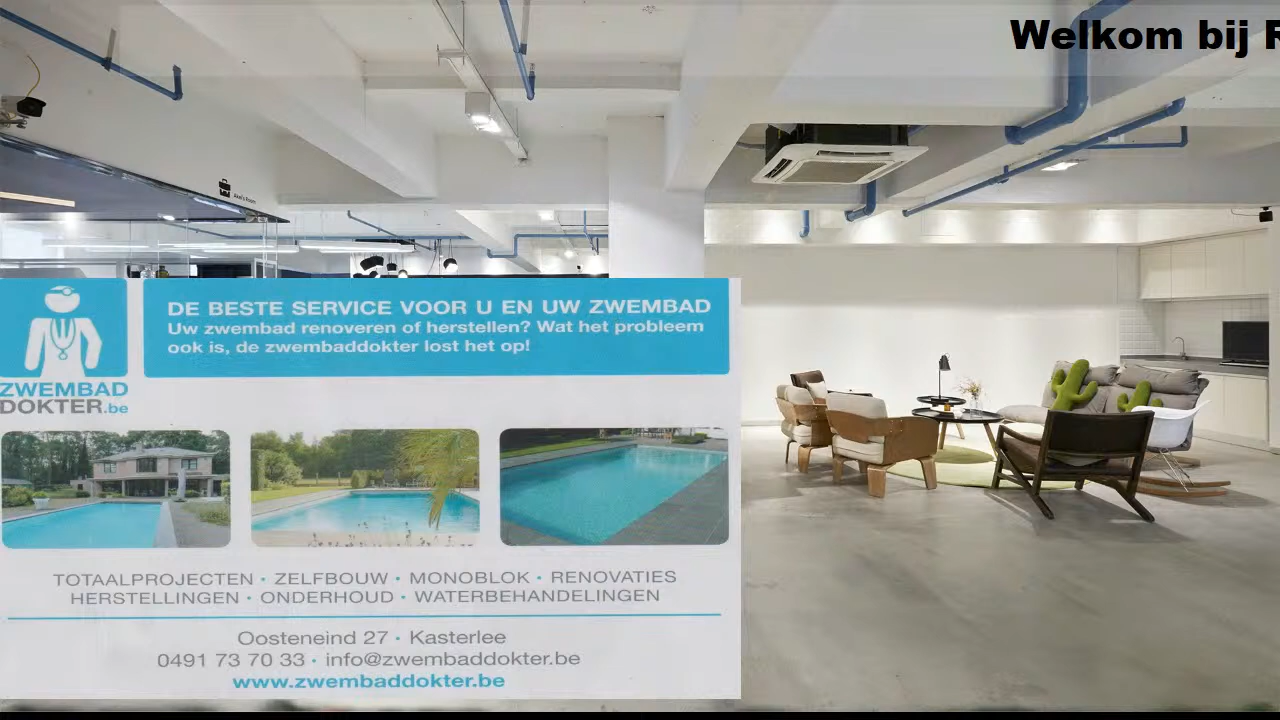 Welkom bij
DE BESTE SERVICE VOOR U EN UW ZWEMBAD
Uw zwembad renoveren of herstellen? Wat het probleem
ook is, de zwembaddokter lost het op!
ZWEMBAD
DOKTER.be
TOTAALPROJECTEN • ZELFBOUW • MONOBLOK • RENOVATIES
HERSTELLINGEN • ONDERHOUD • WATERBEHANDELINGEN
Oosteneind 27 • Kasterlee
0491 73 70 33 • info@zwembaddokter.be
www.zwembaddokter.be